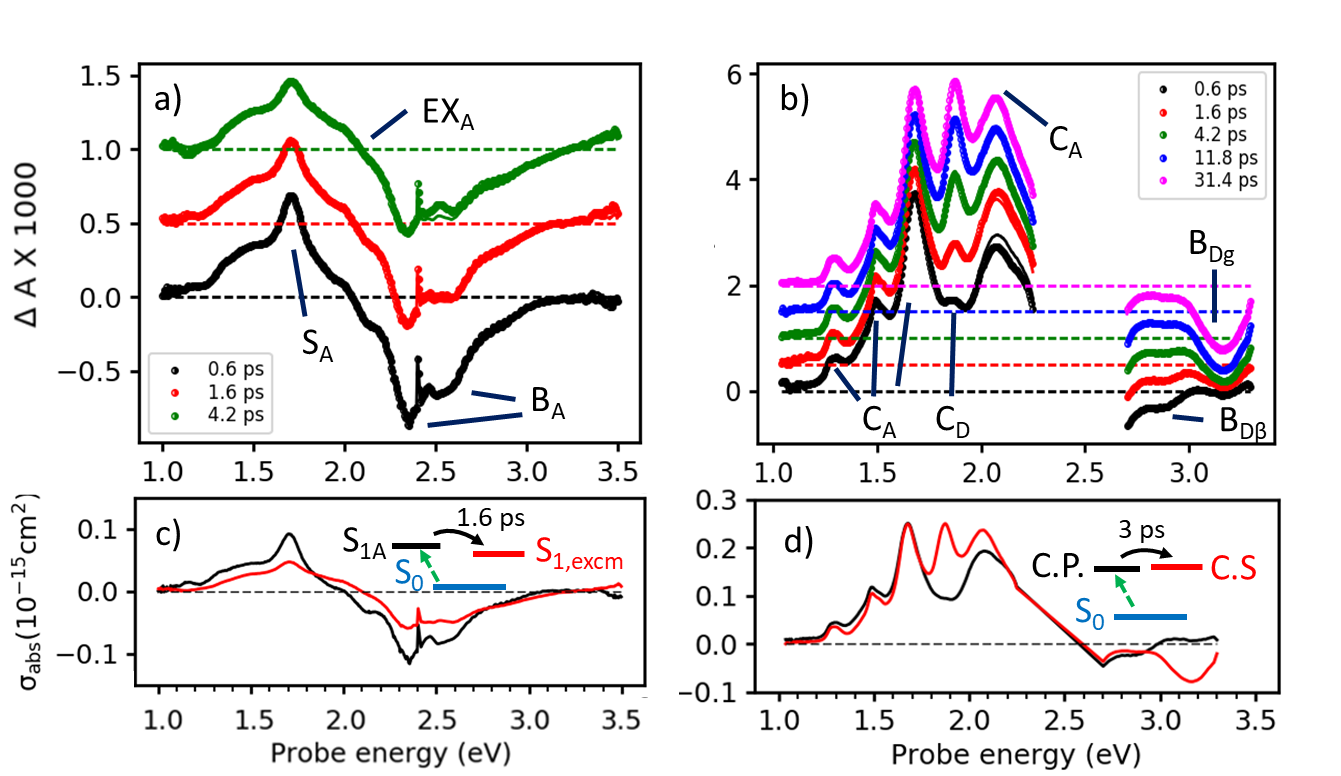 a)
EX_A
S_A
B_A
1.5
1.0
0.5
0.0
−0.5
0.6 ps
1.6 ps
4.2 ps
1.0 1.5 2.0 2.5 3.0 3.5
Δ A X 1000
b)
C_A
C_A
C_D
B_Dg
B_Dβ
6
4
2
0
0.6 ps
1.6 ps
4.2 ps
11.8 ps
31.4 ps
1.0 1.5 2.0 2.5 3.0
c)
1.6 ps
S_1A
S_1,excm
S_0
0.1
0.0
−0.1
σ_abs(10^−15cm^2)
1.0 1.5 2.0 2.5 3.0 3.5
Probe energy (eV)
d)
3 ps
C.P.
C.S
S_0
0.3
0.2
0.1
0.0
−0.1
1.0 1.5 2.0 2.5 3.0 3.5
Probe energy (eV)